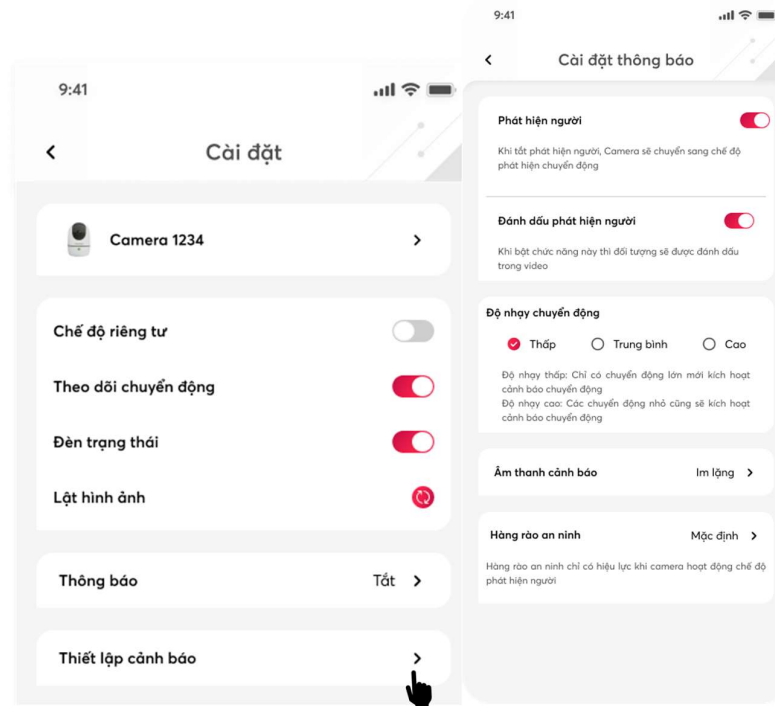 9:41
Cài đặt
Camera 1234
Chế độ riêng tư
Theo dõi chuyển động
Đèn trạng thái
Lật hình ảnh
Thông báo
Tắt
Thiết lập cảnh báo
9:41
Cài đặt thông báo
Phát hiện người
Khi tắt phát hiện người, Camera sẽ chuyển sang chế độ
phát hiện chuyển động
Đánh dấu phát hiện người
Khi bật chức năng này thì đối tượng sẽ được đánh dấu
trong video
Độ nhạy chuyển động
Thấp
Trung bình
Cao
Độ nhạy thấp: Chỉ có chuyển động lớn mới kích hoạt
cảnh báo chuyển động
Độ nhạy cao: Các chuyển động nhỏ cũng sẽ kích hoạt
cảnh báo chuyển động
Âm thanh cảnh báo
Im lặng
Hàng rào an ninh
Mặc định
Hàng rào an ninh chỉ có hiệu lực khi camera hoạt động chế độ
phát hiện người